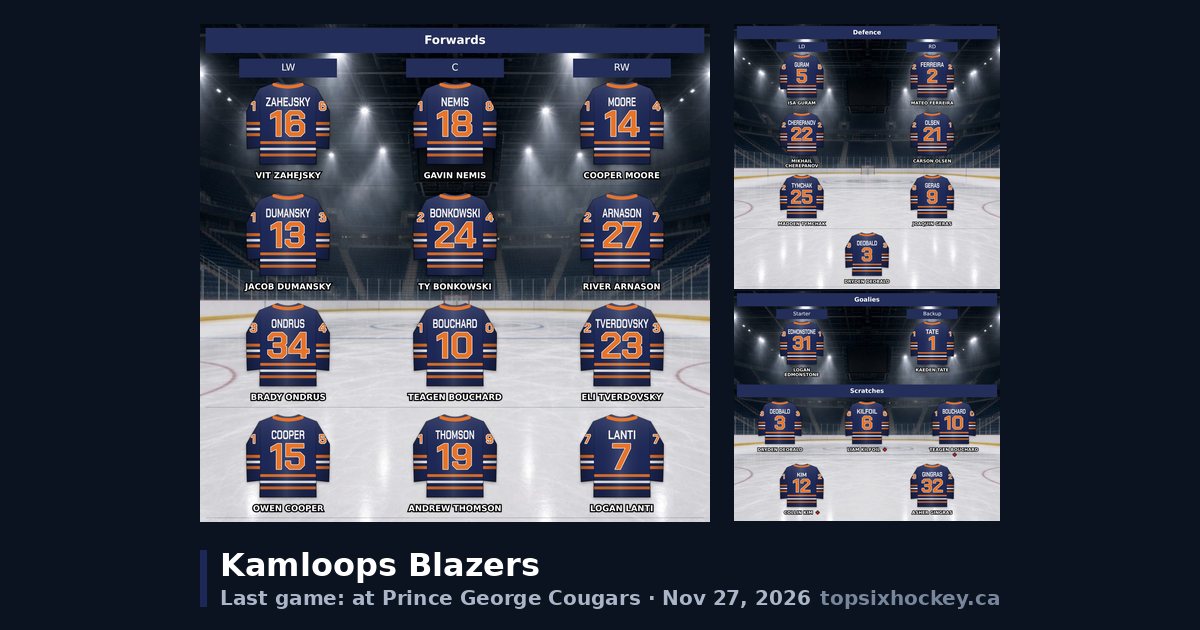 Forwards
LW C RW
ZAHEJSKY 16 NEMIS 18 MOORE 14
VIT ZAHEJSKY GAVIN NEMIS COOPER MOORE
DUMANSKY 13 BONKOWSKI 24 ARNASON 27
JACOB DUMANSKY TY BONKOWSKI RIVER ARNASON
ONDRUS 34 BOUCHARD 10 TVERDOVSKY 23
BRADY ONDRUS TEAGEN BOUCHARD ELI TVERDOVSKY
COOPER 15 THOMSON 19 LANTI 7
OWEN COOPER ANDREW THOMSON LOGAN LANTI
Defence
LD RD
GURAM 5 FERREIRA 2
ISA GURAM MATEO FERREIRA
CHEREPANOV 22 OLSEN 21
MIKHAIL CHEREPANOV CARSON OLSEN
TYMCHAK 25 GERAS 9
MADDEN TYMCHAK JOAQUIN GERAS
DEOBALD 3
DRYDEN DEOBALD
Goalies
Starter Backup
EDMONSTONE 31 TATE 1
LOGAN EDMONSTONE KAEDEN TATE
Scratches
DEOBALD 3 KILFOIL 6 BOUCHARD 10
DRYDEN DEOBALD LIAM KILFOIL TEAGEN BOUCHARD
KIM 12 GINGRAS 32
COLLIN KIM ASHER GINGRAS
Kamloops Blazers
Last game: at Prince George Cougars · Nov 27, 2026 topsixhockey.ca